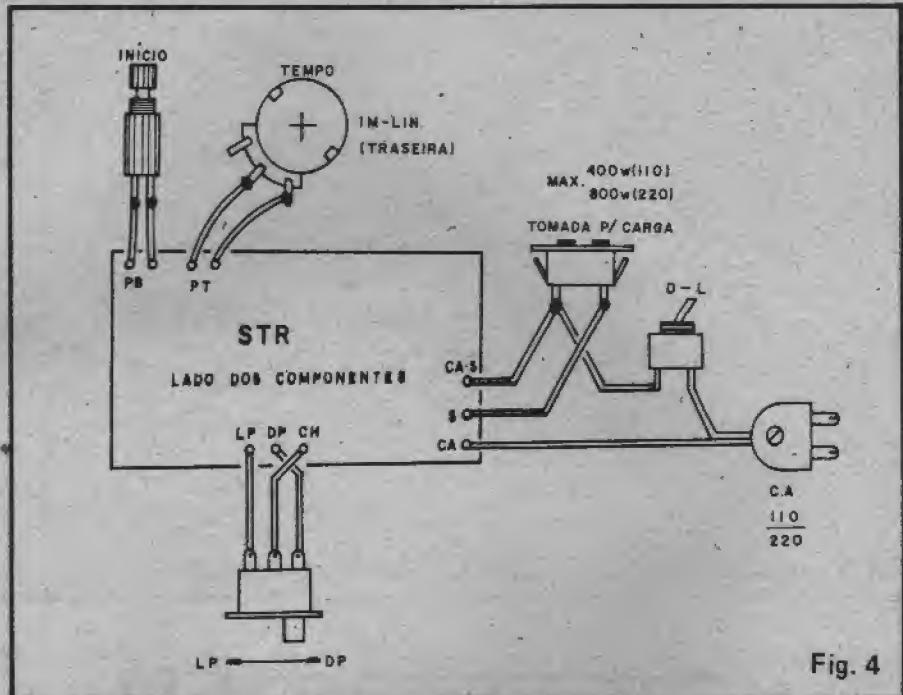 INÍCIO
TEMPO
1M-LIN.
(TRASEIRA)
MAX. 400w(110)
800w(220)
TOMADA P/ CARGA
D-L
PB
PT
STR
LADO DOS COMPONENTES
CA-S
S
CA
LP DP CH
C.A
110
220
LP DP
Fig. 4